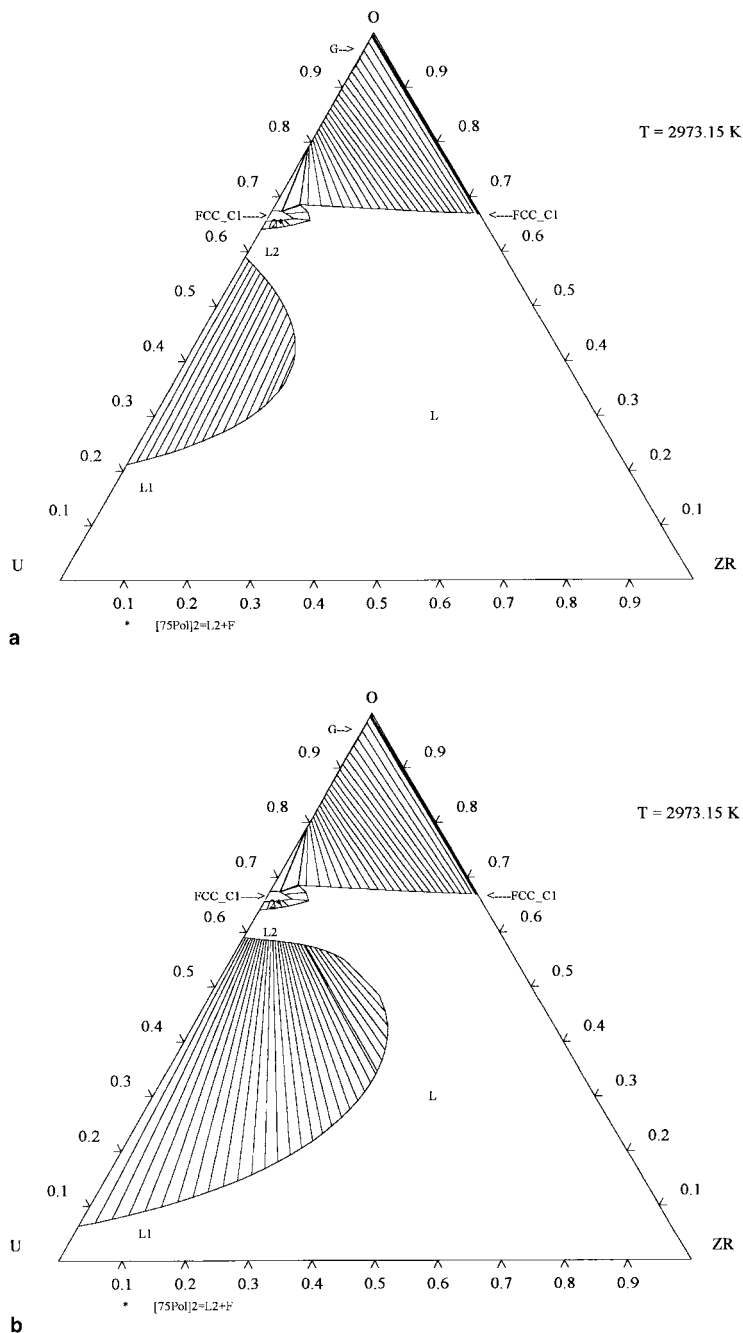 O
G-->
0.9 0.9
T = 2973.15 K
0.8 0.8
0.7 0.7
FCC_C1----> <----FCC_C1
0.6 0.6
L2
0.5 0.5
0.4 0.4
0.3 0.3
L
0.2 0.2
L1
0.1 0.1
U ZR
0.1 0.2 0.3 0.4 0.5 0.6 0.7 0.8 0.9
* [75Pol]2=L2+F
a
O
G-->
0.9 0.9
T = 2973.15 K
0.8 0.8
0.7 0.7
FCC_C1----> <----FCC_C1
0.6 0.6
L2
0.5 0.5
0.4 0.4
0.3 0.3
L
0.2 0.2
0.1 0.1
L1
U ZR
0.1 0.2 0.3 0.4 0.5 0.6 0.7 0.8 0.9
* [75Pol]2=L2+F
b